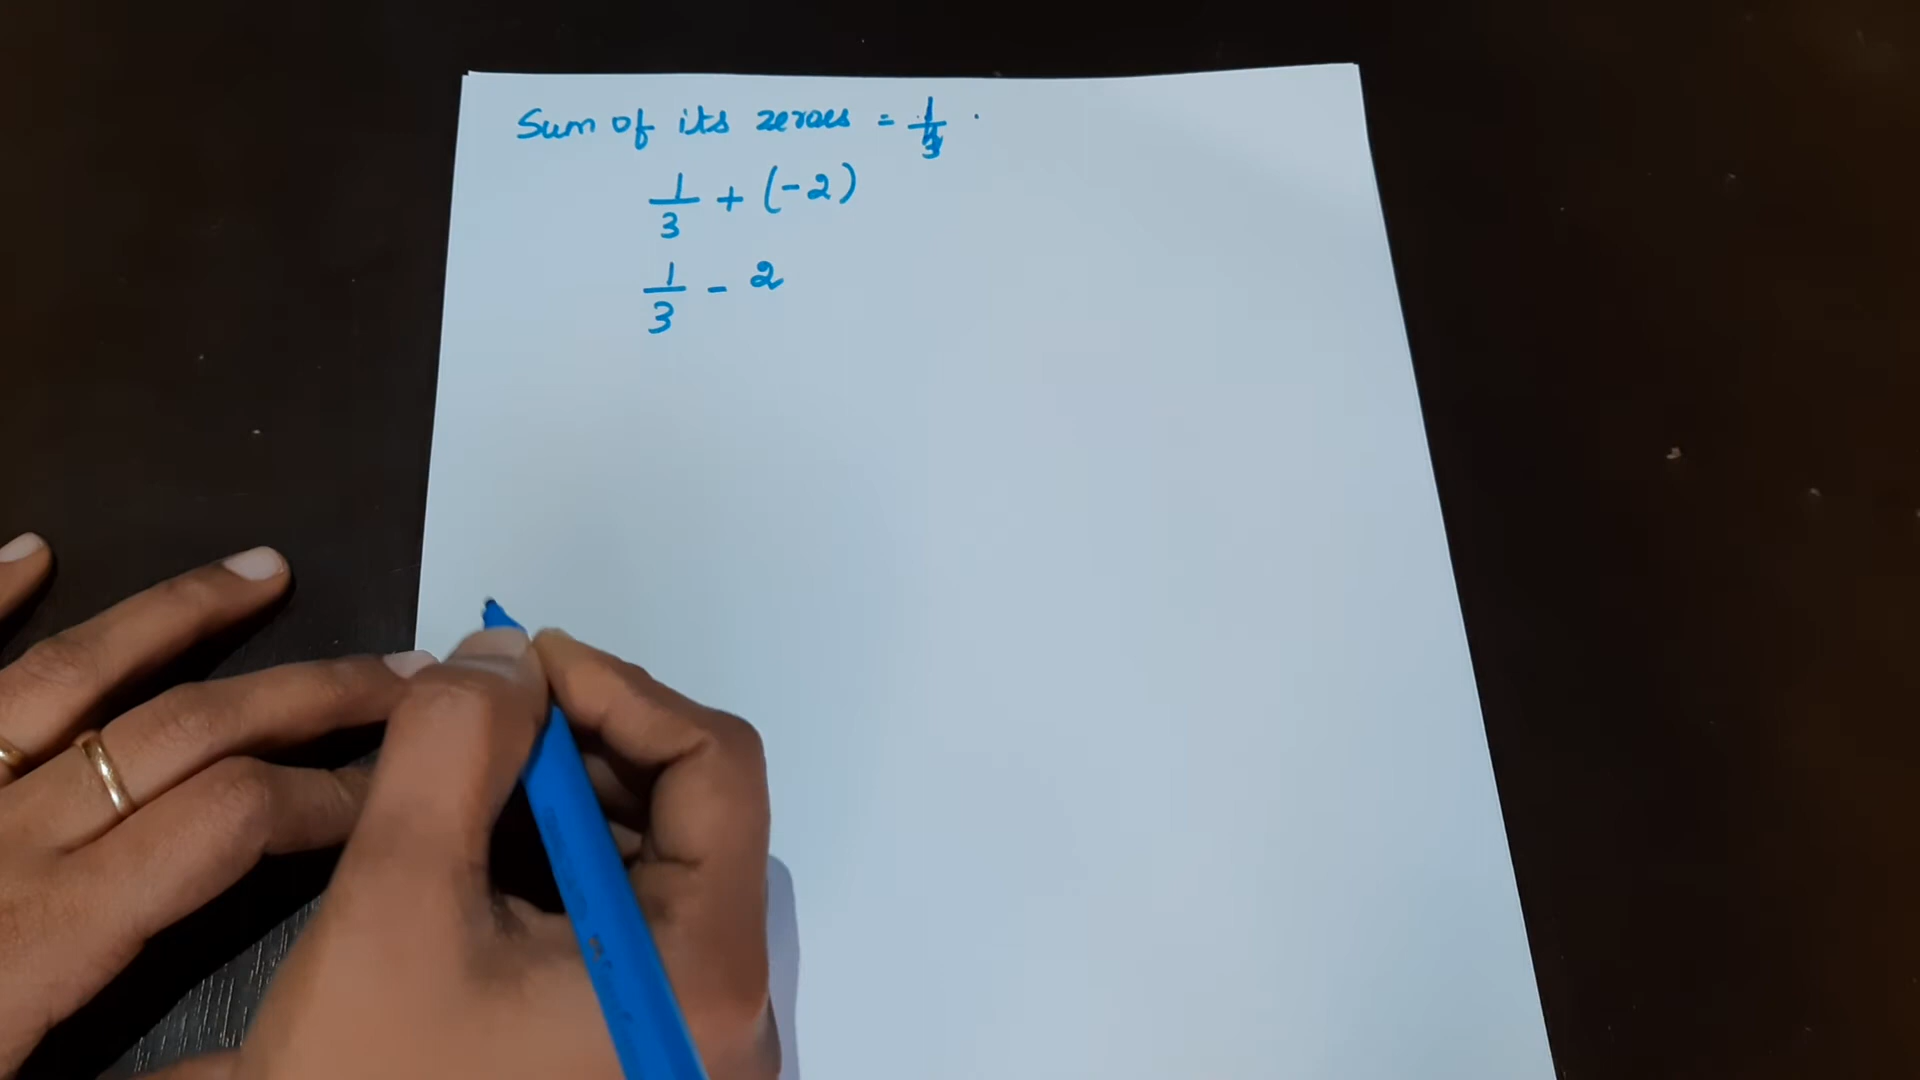 Sum of its zeroes = 1/3 .
1/3 + (-2)
1/3 - 2